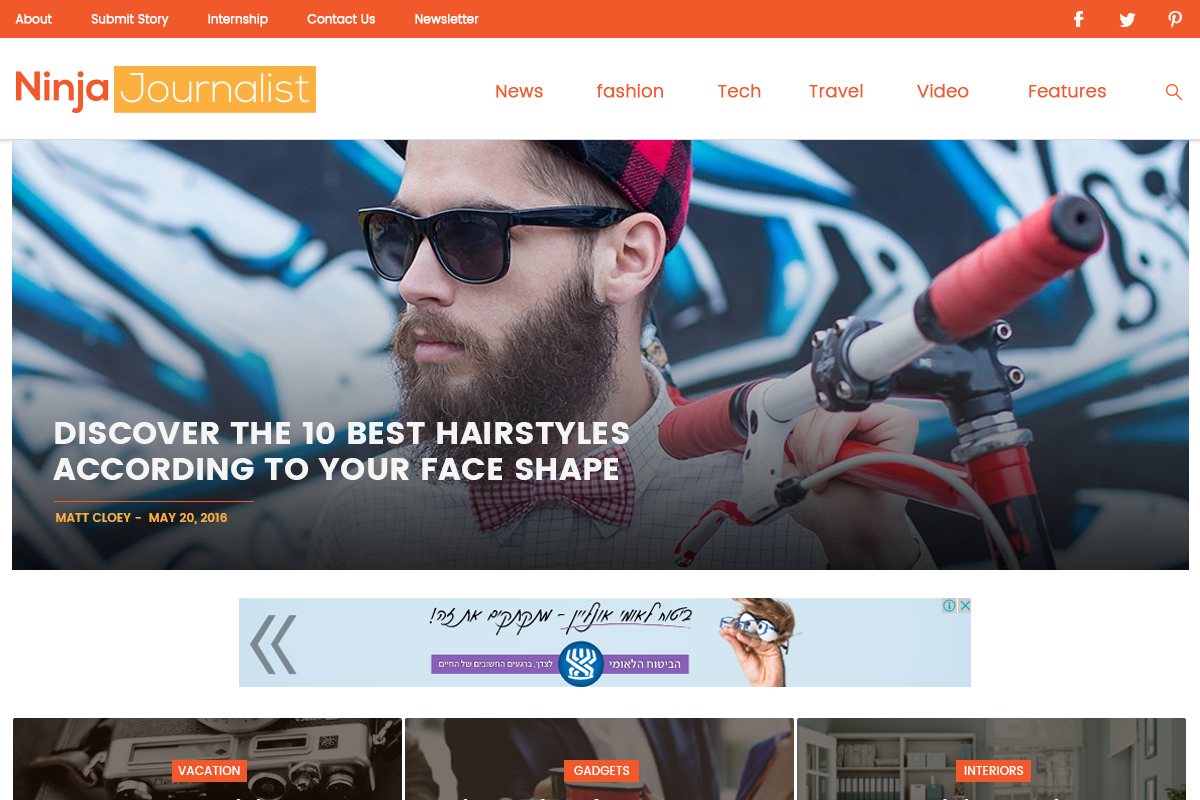 About Submit Story Internship Contact Us Newsletter
Ninja Journalist
News fashion Tech Travel Video Features
DISCOVER THE 10 BEST HAIRSTYLES
ACCORDING TO YOUR FACE SHAPE
MATT CLOEY - MAY 20, 2016
ביטוח לאומי אונליין - מתקתקים את זה!
הביטוח הלאומי
לצדך, ברגעים החשובים של החיים
VACATION GADGETS INTERIORS